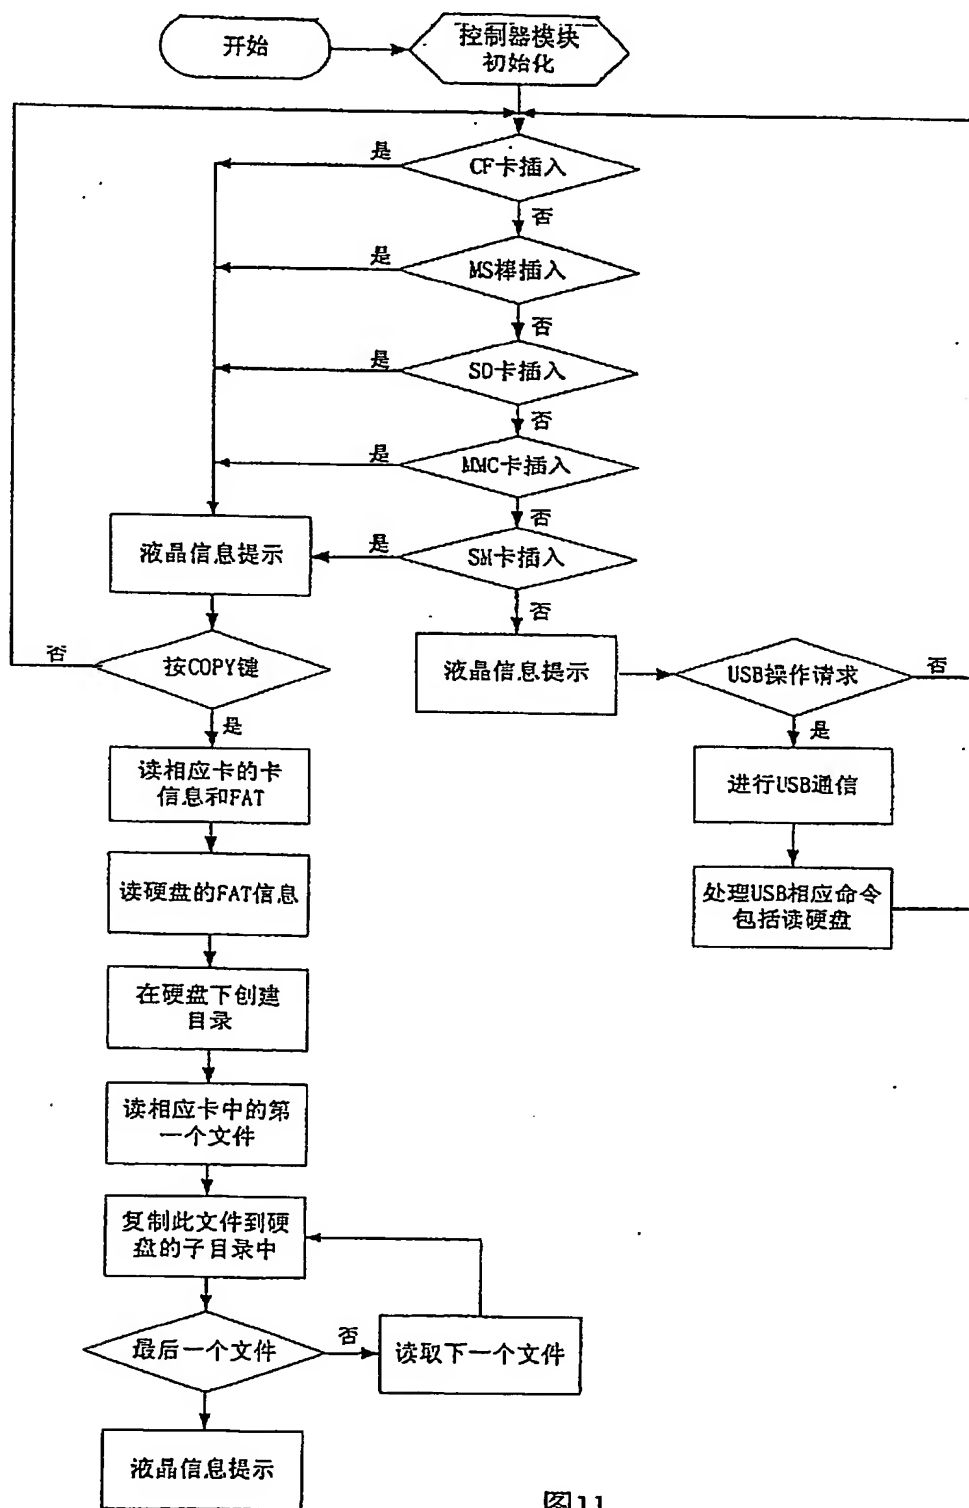 开始
控制器模块
初始化
是
CF卡插入
否
是
MS棒插入
否
是
SD卡插入
否
是
MMC卡插入
否
液晶信息提示
是
SM卡插入
否
否
按COPY键
液晶信息提示
USB操作请求
否
是
是
读相应卡的卡
信息和FAT
进行USB通信
读硬盘的FAT信息
处理USB相应命令
包括读硬盘
在硬盘下创建
目录
读相应卡中的第
一个文件
复制此文件到硬
盘的子目录中
最后一个文件
否
读取下一个文件
液晶信息提示
图11